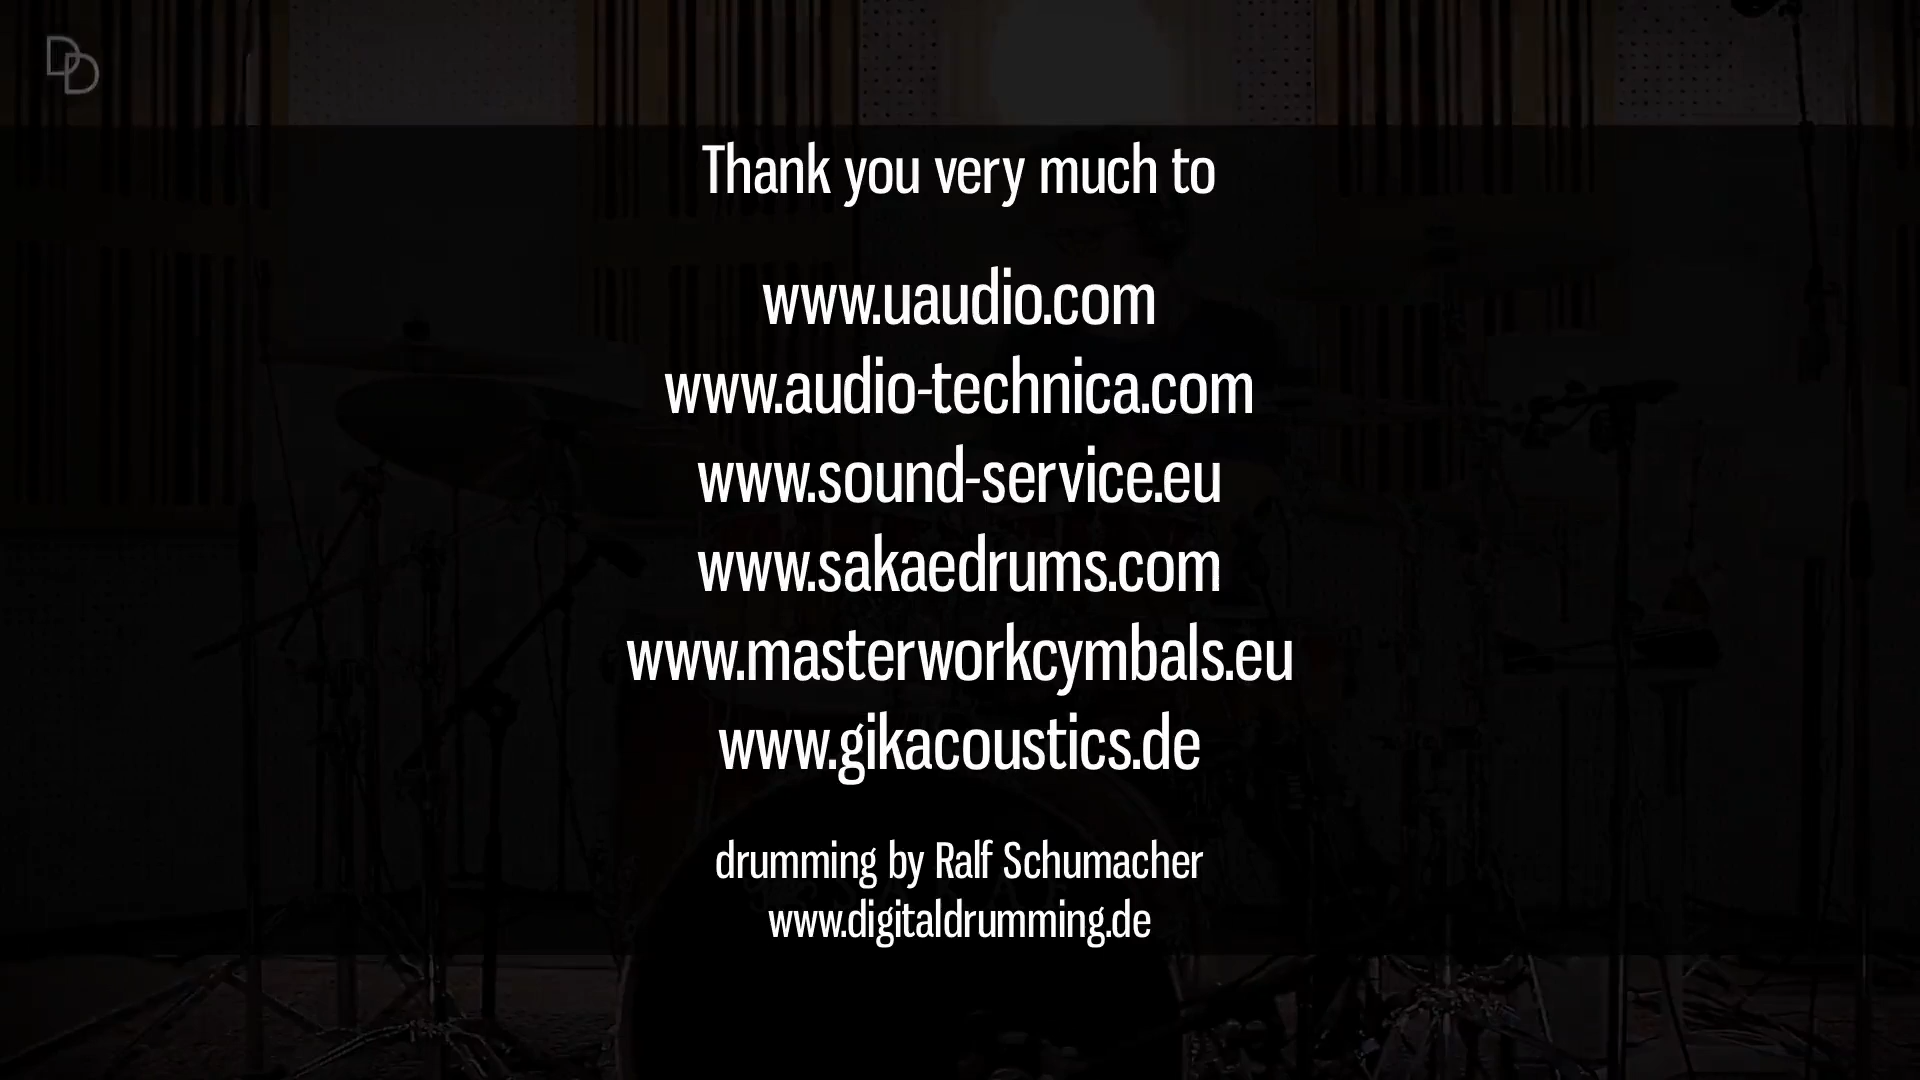 DD
Thank you very much to
www.uaudio.com
www.audio-technica.com
www.sound-service.eu
www.sakaedrums.com
www.masterworkcymbals.eu
www.gikacoustics.de
drumming by Ralf Schumacher
www.digitaldrumming.de